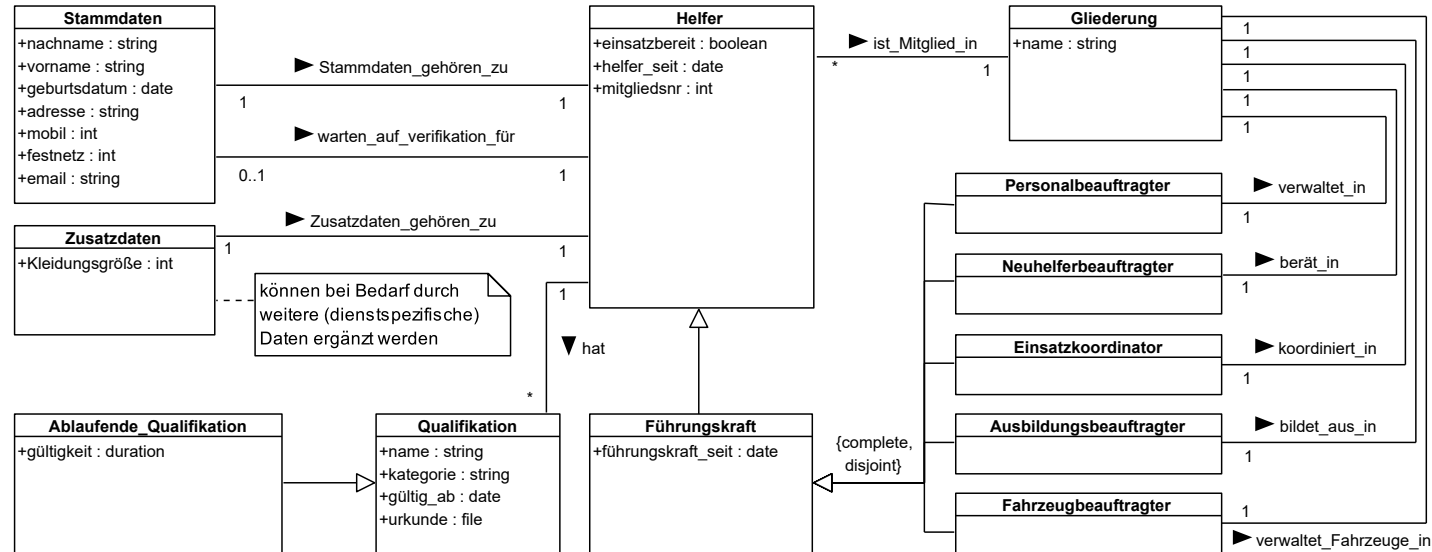 Stammdaten
+nachname : string
+vorname : string
+geburtsdatum : date
+adresse : string
+mobil : int
+festnetz : int
+email : string
Stammdaten_gehören_zu
1
1
warten_auf_verifikation_für
0..1
1
Zusatzdaten
+Kleidungsgröße : int
Zusatzdaten_gehören_zu
1
1
können bei Bedarf durch
weitere (dienstspezifische)
Daten ergänzt werden
Helfer
+einsatzbereit : boolean
+helfer_seit : date
+mitgliedsnr : int
1
hat
*
ist_Mitglied_in
*
1
Gliederung
+name : string
1
1
1
1
1
Personalbeauftragter
verwaltet_in
1
Neuhelferbeauftragter
berät_in
1
Einsatzkoordinator
koordiniert_in
1
Ausbildungsbeauftragter
bildet_aus_in
1
Fahrzeugbeauftragter
1
verwaltet_Fahrzeuge_in
Ablaufende_Qualifikation
+gültigkeit : duration
Qualifikation
+name : string
+kategorie : string
+gültig_ab : date
+urkunde : file
Führungskraft
+führungskraft_seit : date
{complete,
disjoint}